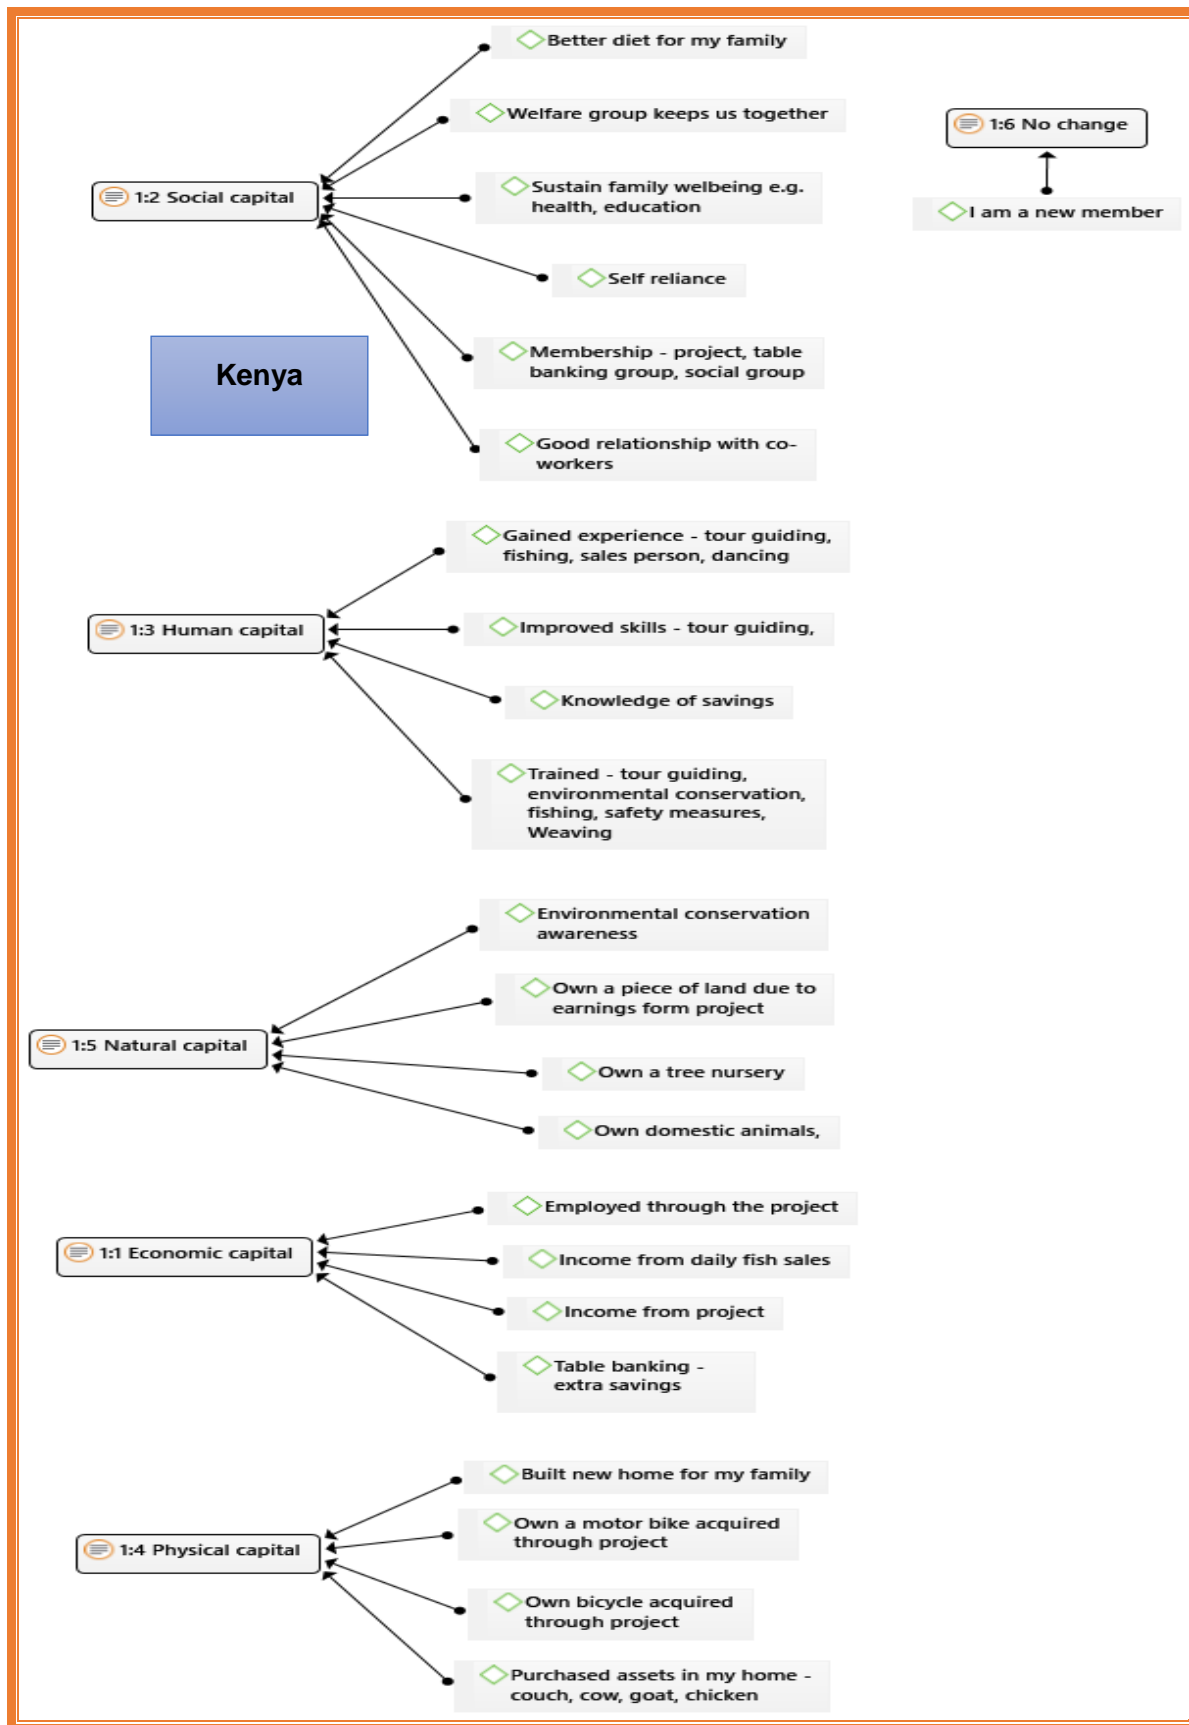 Better diet for my family
Welfare group keeps us together
1:6 No change
1:2 Social capital
Sustain family welbeing e.g.
health, education
I am a new member
Self reliance
Membership - project, table
banking group, social group
Kenya
Good relationship with co-
workers
Gained experience - tour guiding,
fishing, sales person, dancing
1:3 Human capital
Improved skills - tour guiding,
Knowledge of savings
Trained - tour guiding,
environmental conservation,
fishing, safety measures,
Weaving
Environmental conservation
awareness
Own a piece of land due to
earnings form project
1:5 Natural capital
Own a tree nursery
Own domestic animals,
Employed through the project
1:1 Economic capital
Income from daily fish sales
Income from project
Table banking -
extra savings
Built new home for my family
Own a motor bike acquired
through project
1:4 Physical capital
Own bicycle acquired
through project
Purchased assets in my home -
couch, cow, goat, chicken